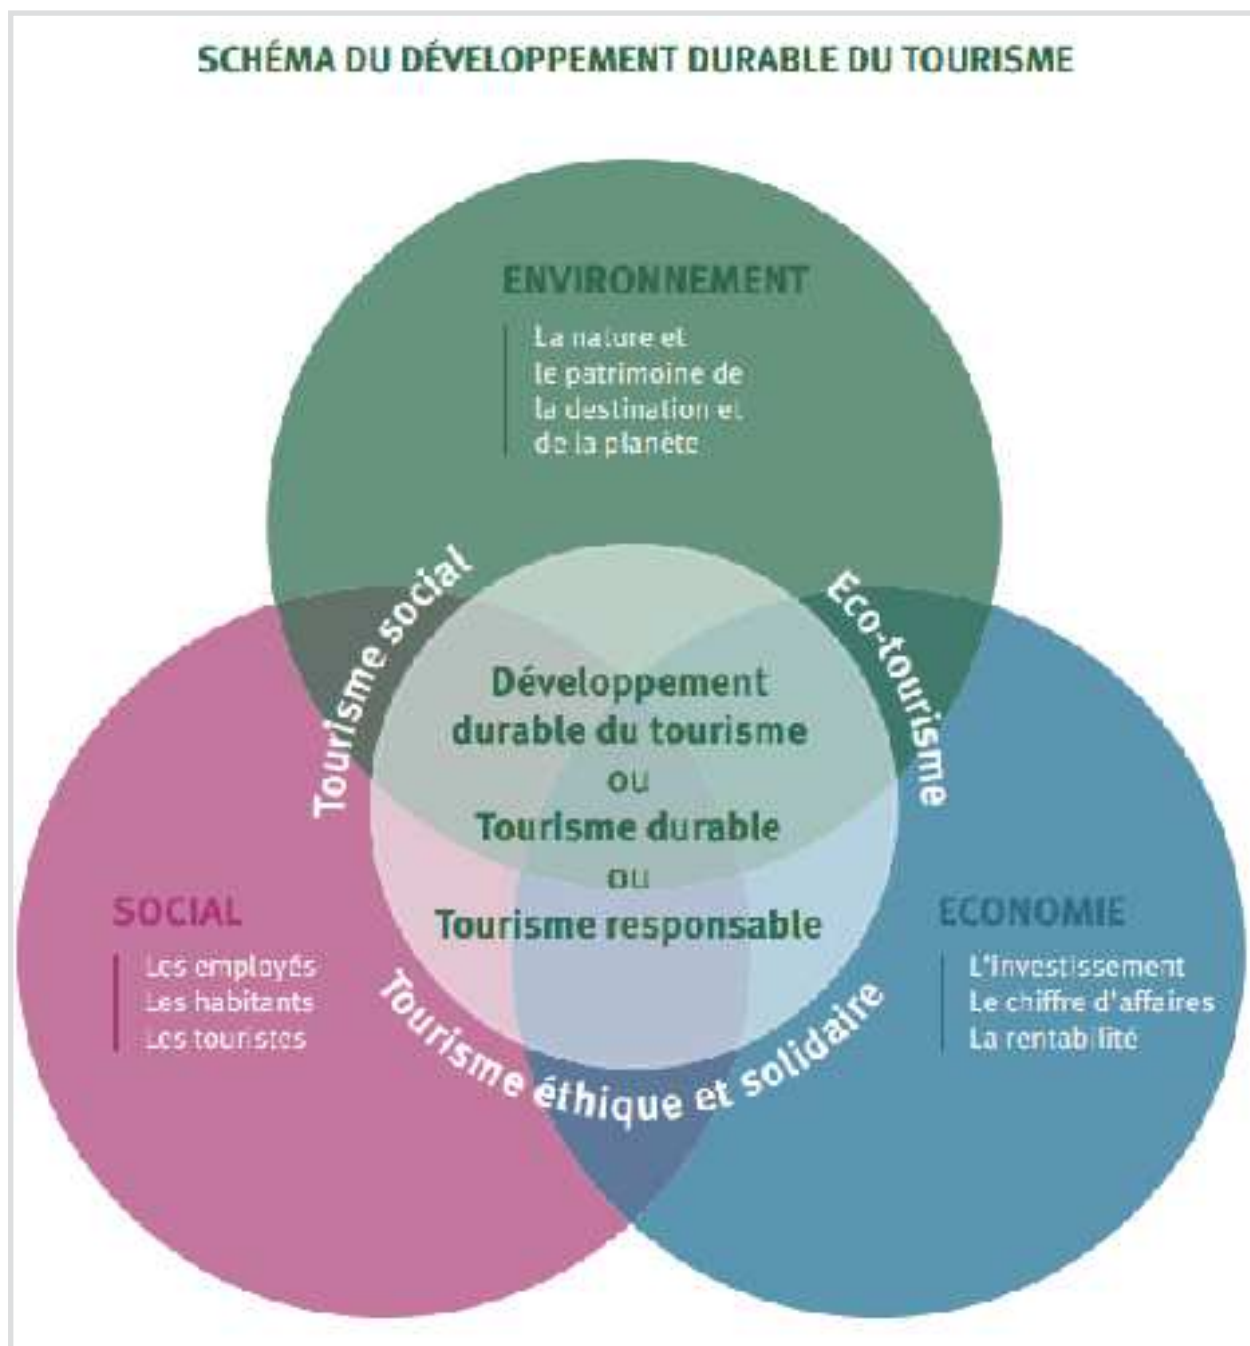 SCHÉMA DU DÉVELOPPEMENT DURABLE DU TOURISME
ENVIRONNEMENT
La nature et
le patrimoine de
la destination et
de la planète
Tourisme social
Eco-tourisme
Développement
durable du tourisme
ou
Tourisme durable
ou
Tourisme responsable
SOCIAL
Les employés
Les habitants
Les touristes
ECONOMIE
L'investissement
Le chiffre d'affaires
La rentabilité
Tourisme éthique et solidaire